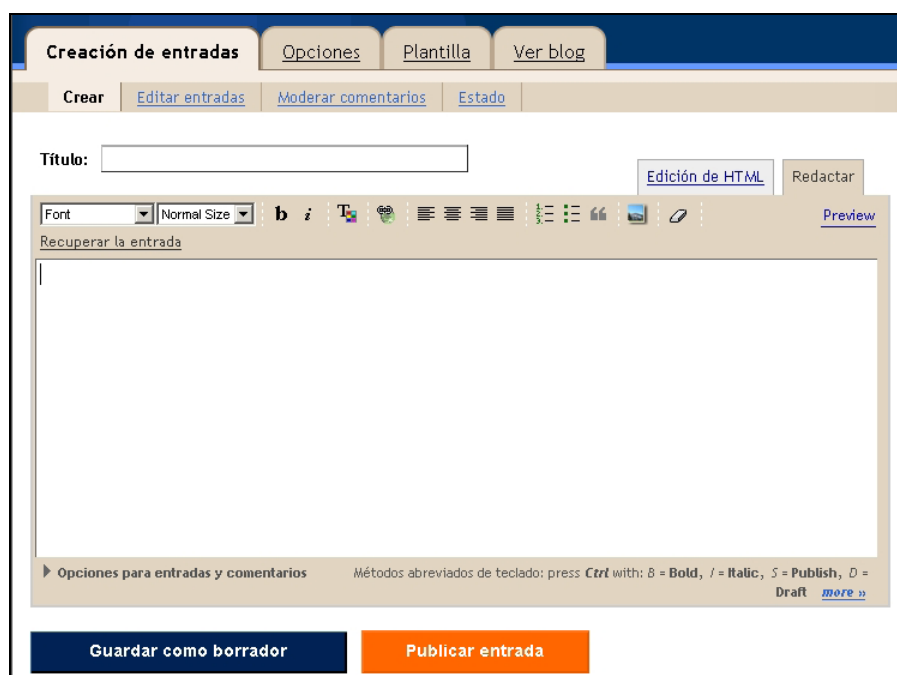 Creación de entradas Opciones Plantilla Ver blog
Crear Editar entradas Moderar comentarios Estado
Título:
Edición de HTML Redactar
Font Normal Size b i T Preview
Recuperar la entrada
Opciones para entradas y comentarios Métodos abreviados de teclado: press Ctrl with: B = Bold, I = Italic, S = Publish, D =
Draft more »
Guardar como borrador Publicar entrada